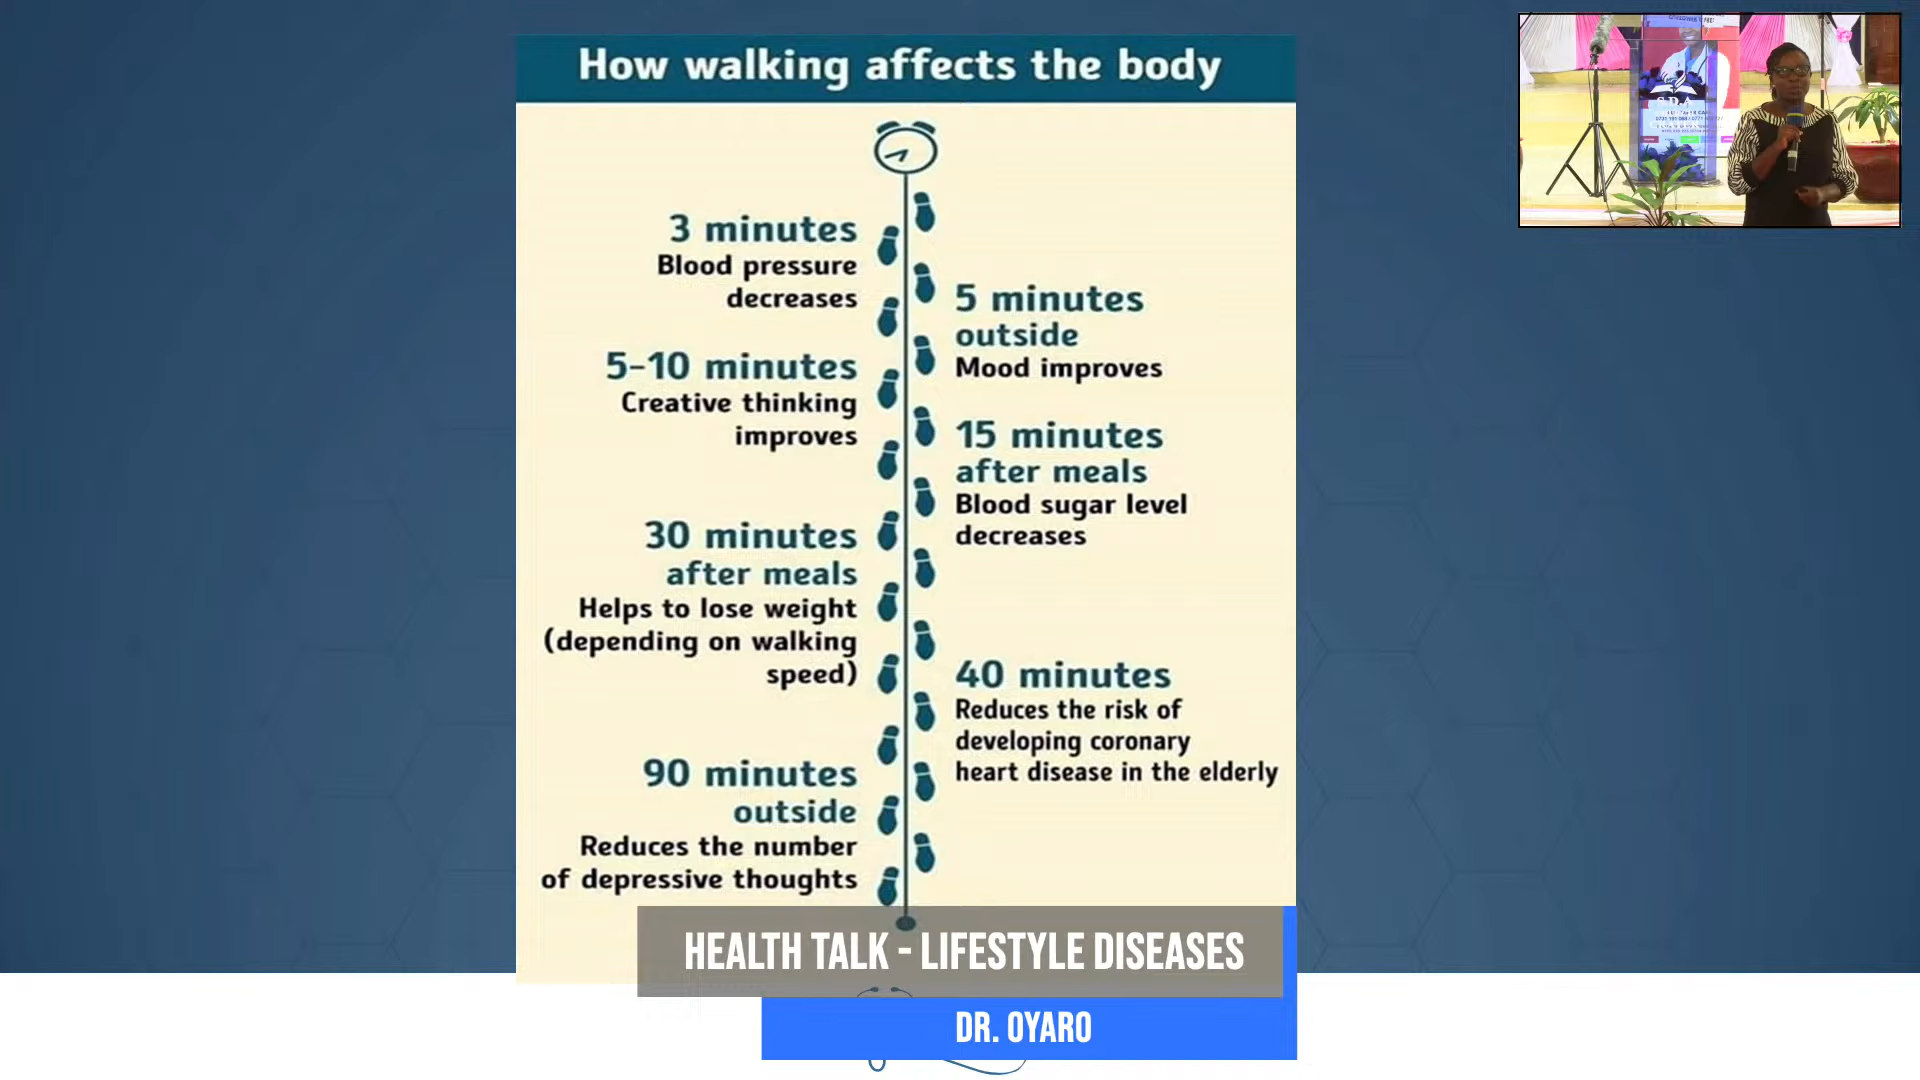 How walking affects the body
3 minutes
Blood pressure
decreases
5 minutes
outside
Mood improves
5-10 minutes
Creative thinking
improves
15 minutes
after meals
Blood sugar level
decreases
30 minutes
after meals
Helps to lose weight
(depending on walking
speed)
40 minutes
Reduces the risk of
developing coronary
heart disease in the elderly
90 minutes
outside
Reduces the number
of depressive thoughts
HEALTH TALK - LIFESTYLE DISEASES
DR. OYARO
SDA